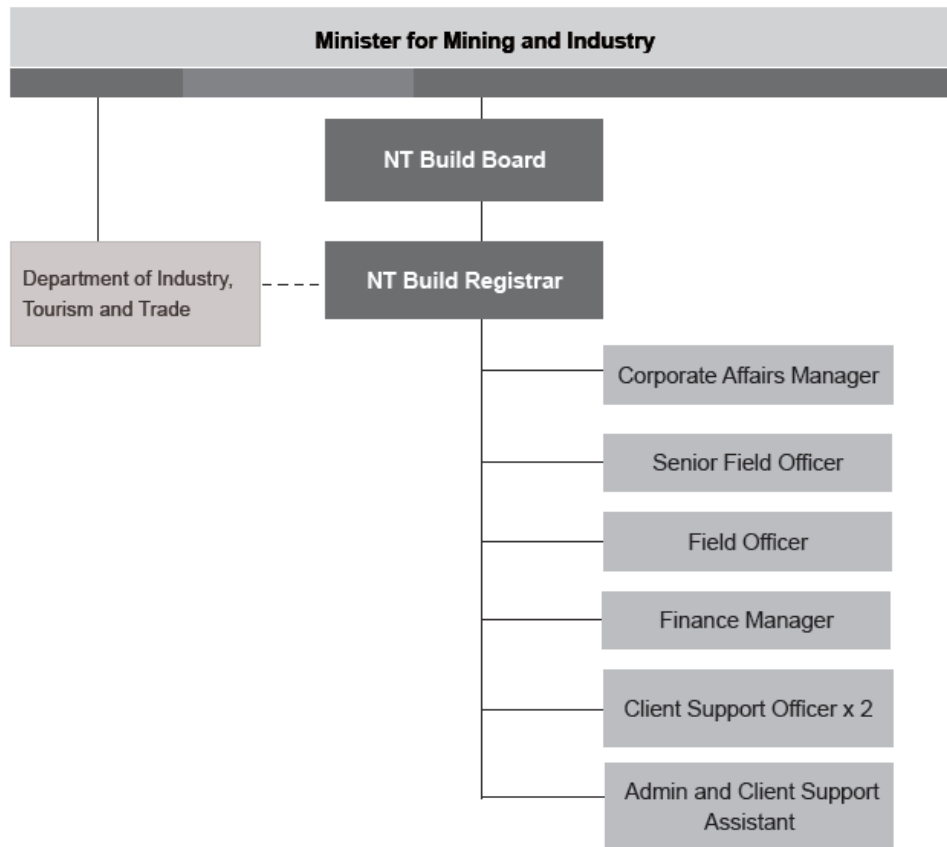 Minister for Mining and Industry
NT Build Board
Department of Industry,
Tourism and Trade
NT Build Registrar
Corporate Affairs Manager
Senior Field Officer
Field Officer
Finance Manager
Client Support Officer x 2
Admin and Client Support
Assistant